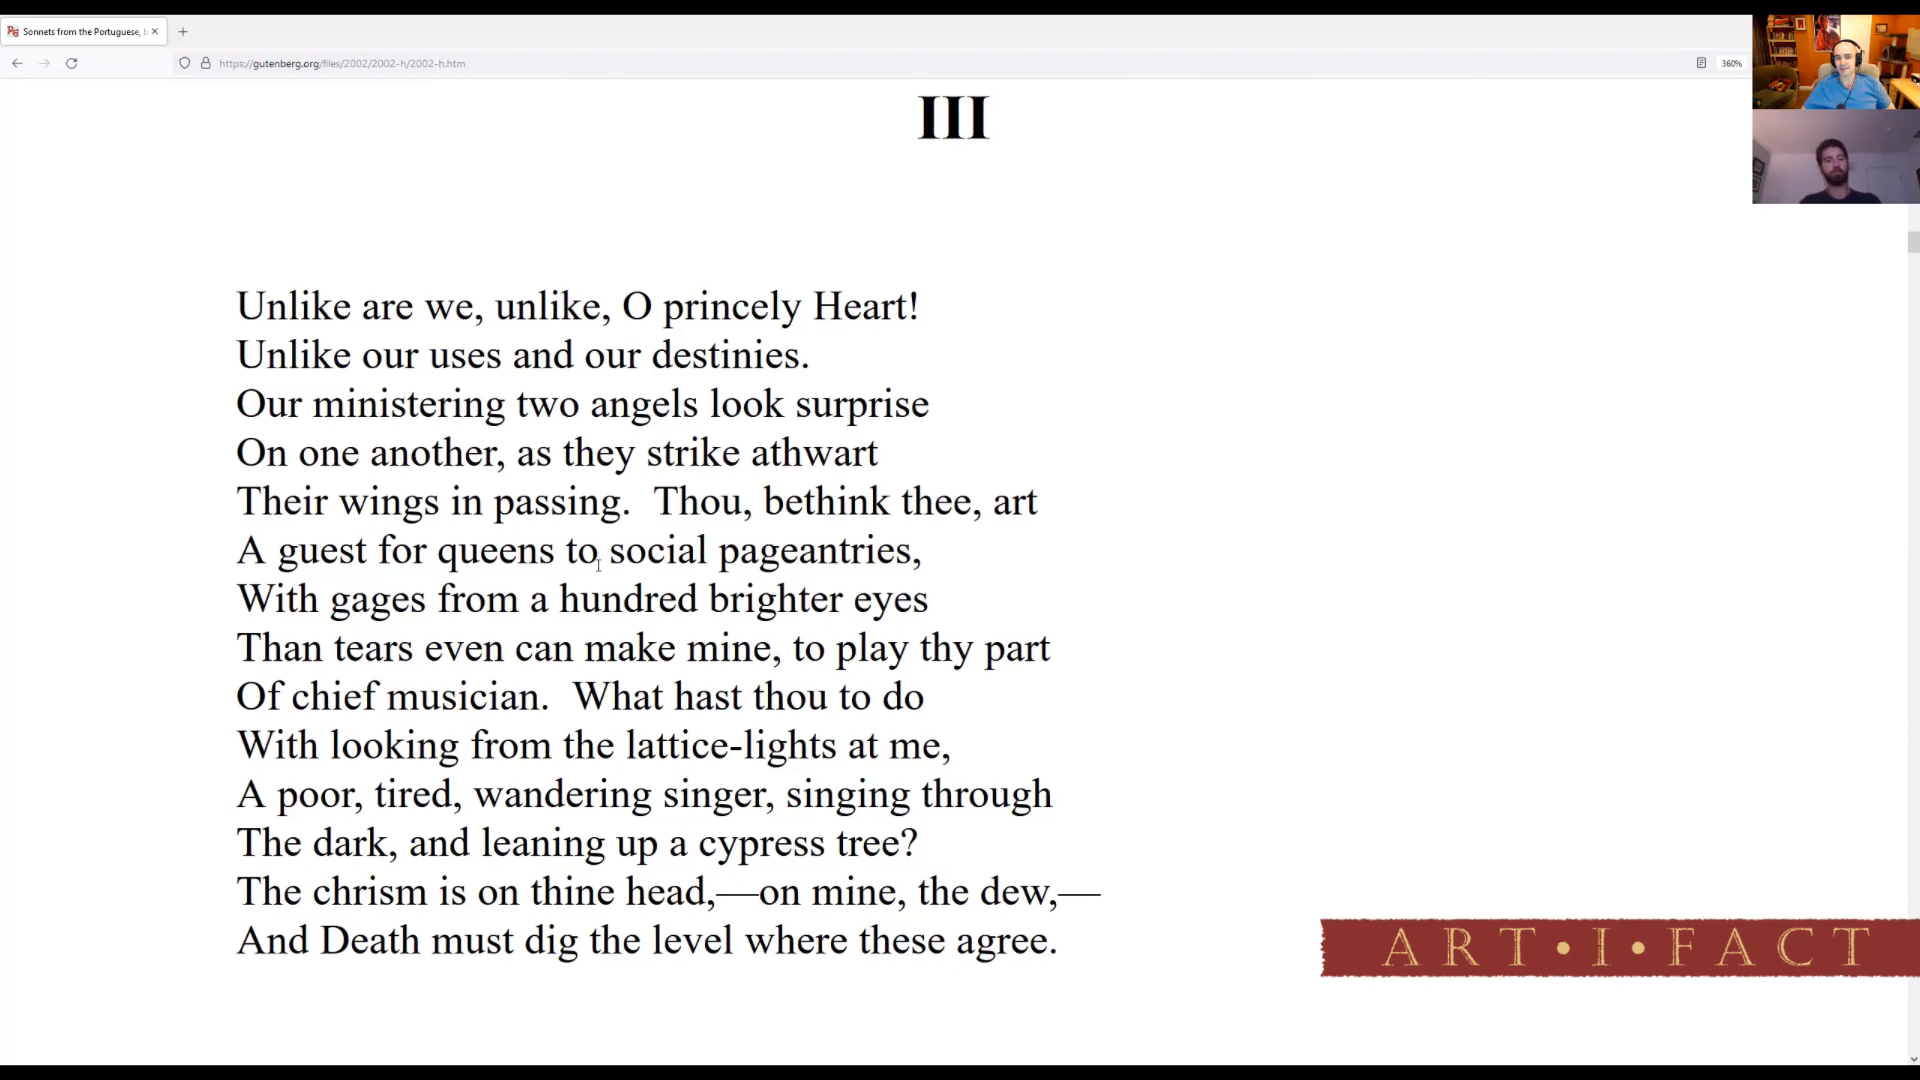 Sonnets from the Portuguese,
https://gutenberg.org/files/2002/2002-h/2002-h.htm
360%
III
Unlike are we, unlike, O princely Heart!
Unlike our uses and our destinies.
Our ministering two angels look surprise
On one another, as they strike athwart
Their wings in passing.  Thou, bethink thee, art
A guest for queens to social pageantries,
With gages from a hundred brighter eyes
Than tears even can make mine, to play thy part
Of chief musician.  What hast thou to do
With looking from the lattice-lights at me,
A poor, tired, wandering singer, singing through
The dark, and leaning up a cypress tree?
The chrism is on thine head,—on mine, the dew,—
And Death must dig the level where these agree.
ART•I•FACT